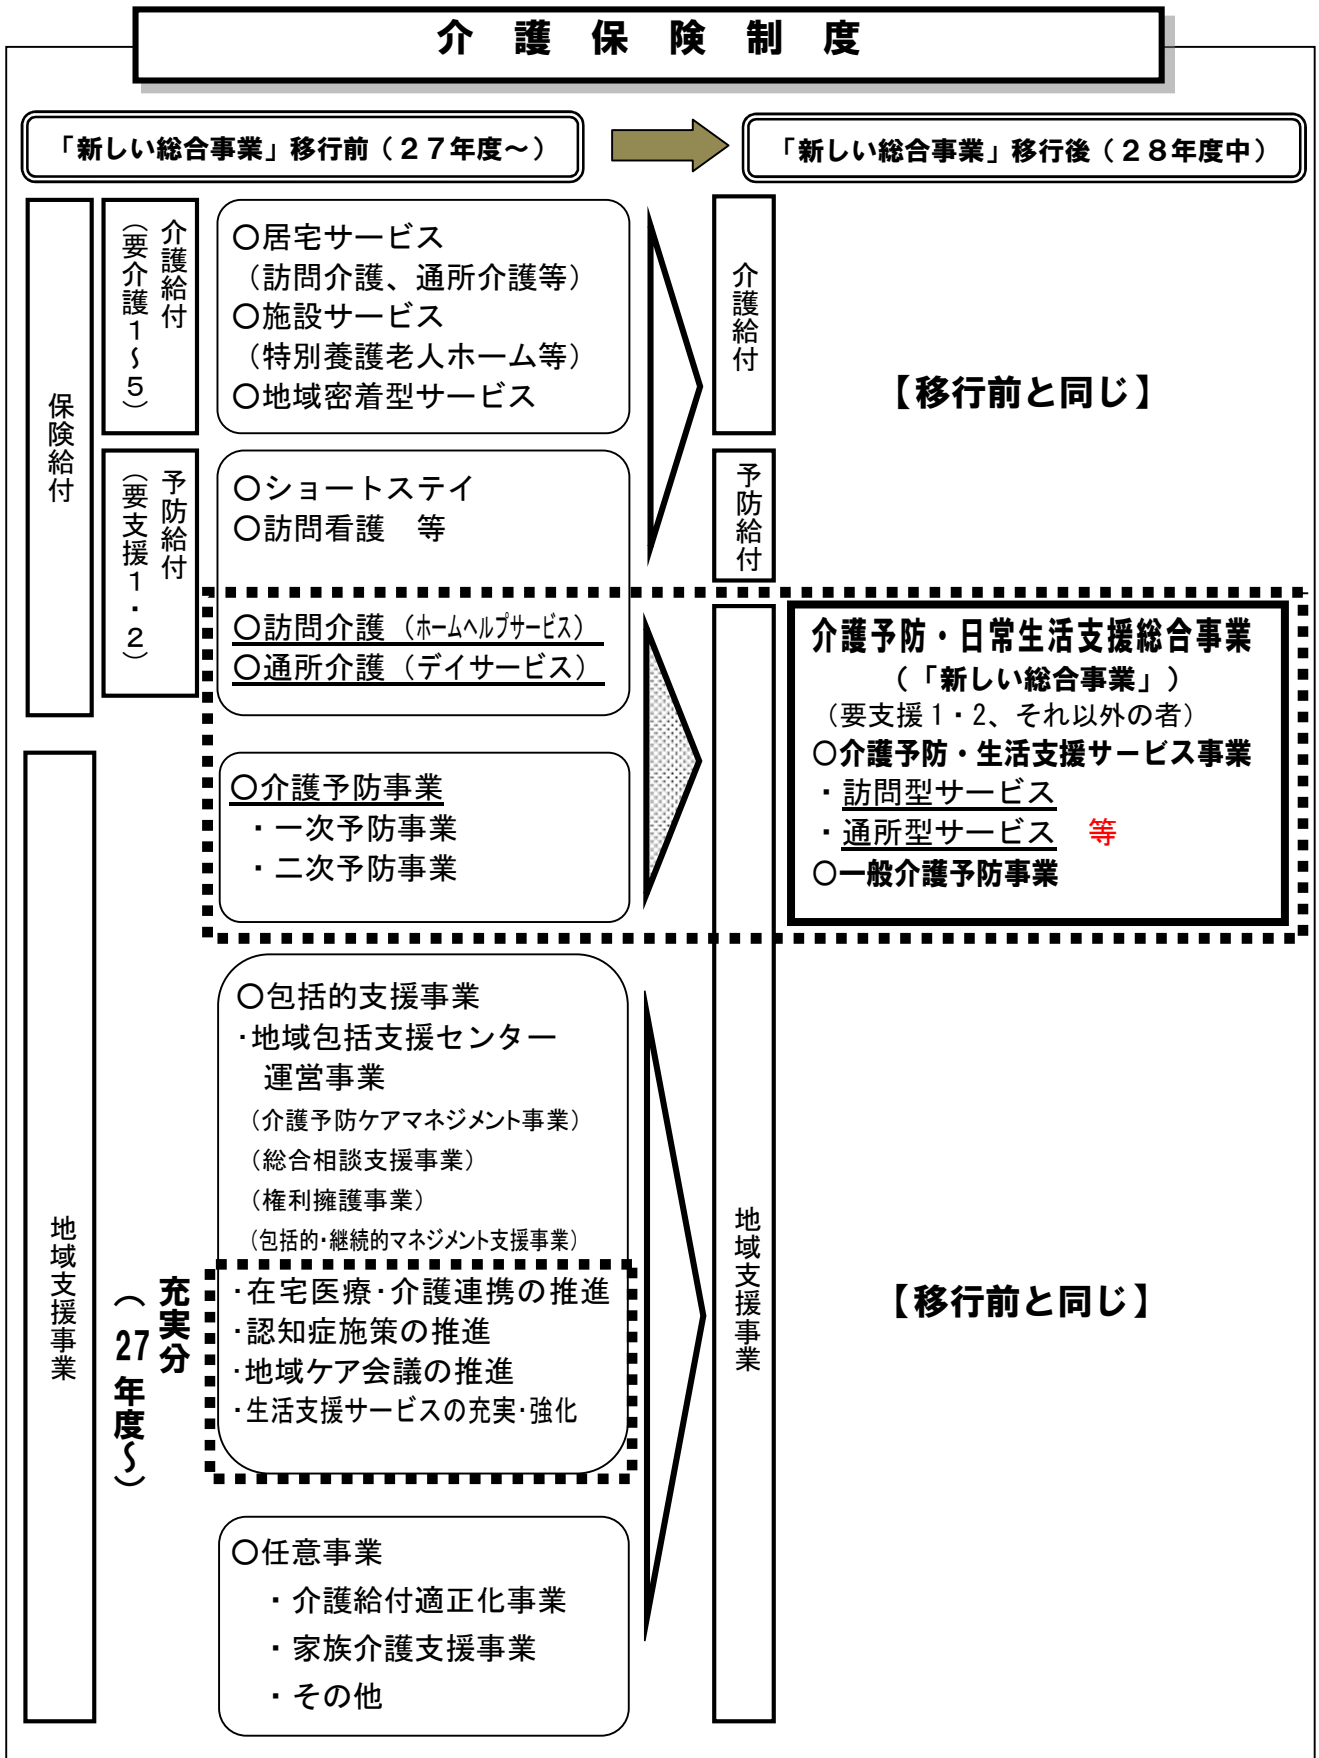 介護保険制度
「新しい総合事業」移行前（２７年度～）
「新しい総合事業」移行後（２８年度中）
保険給付
介護給付
（要介護１～５）
○居宅サービス
（訪問介護、通所介護等）
○施設サービス
（特別養護老人ホーム等）
○地域密着型サービス
介護給付
【移行前と同じ】
予防給付
（要支援１・２）
○ショートステイ
○訪問看護　等
○訪問介護（ホームヘルプサービス）
○通所介護（デイサービス）
予防給付
地域支援事業
○介護予防事業
・一次予防事業
・二次予防事業
介護予防・日常生活支援総合事業
（「新しい総合事業」）
（要支援１・２、それ以外の者）
○介護予防・生活支援サービス事業
・訪問型サービス
・通所型サービス　等
○一般介護予防事業
○包括的支援事業
・地域包括支援センター
運営事業
（介護予防ケアマネジメント事業）
（総合相談支援事業）
（権利擁護事業）
（包括的・継続的マネジメント支援事業）
充実分
（27年度～）
・在宅医療・介護連携の推進
・認知症施策の推進
・地域ケア会議の推進
・生活支援サービスの充実・強化
地域支援事業
【移行前と同じ】
○任意事業
・介護給付適正化事業
・家族介護支援事業
・その他